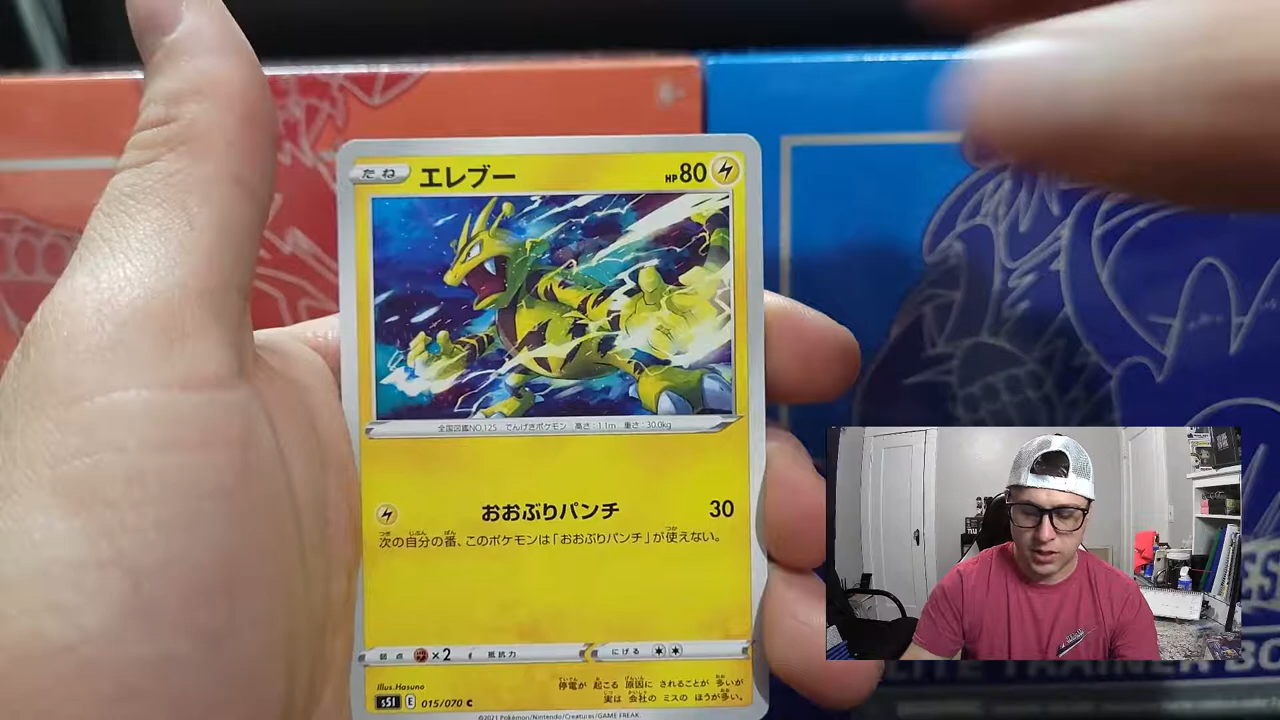 たね エレブー HP80
全国図鑑NO.125 でんげきポケモン 高さ:1.1m 重さ:30.0kg
おおぶりパンチ 30
次の自分の番、このポケモンは「おおぶりパンチ」が使えない。
弱点 ×2 抵抗力 にげる
Illus.Hasuno
停電が 起こる 原因に されることが 多いが
実は 会社の ミスの ほうが多い。
S5I E 015/070 C
©2021 Pokémon/Nintendo/Creatures/GAME FREAK